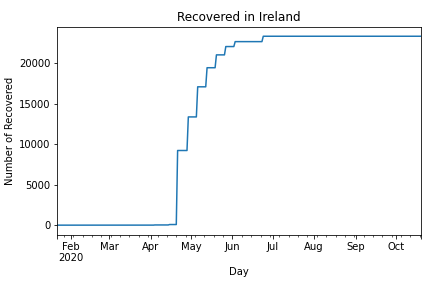 Recovered in Ireland
Number of Recovered
20000
15000
10000
5000
0
Feb Mar Apr May Jun Jul Aug Sep Oct
2020
Day